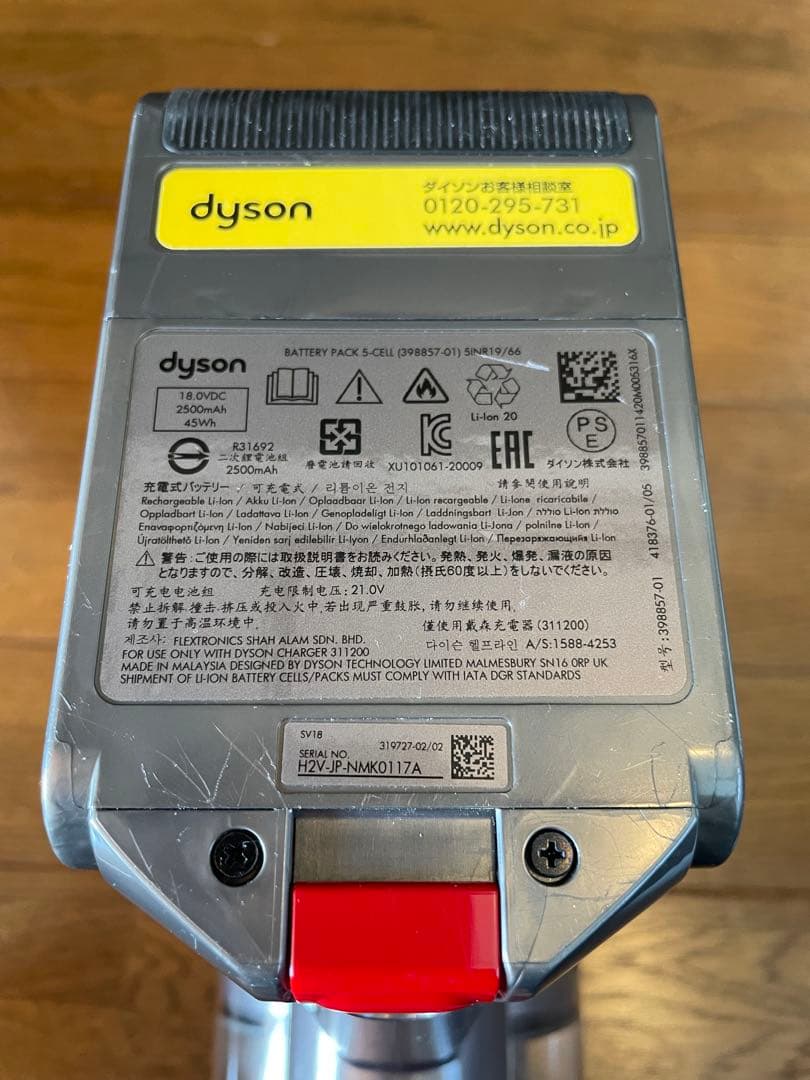 dyson
ダイソンお客様相談室
0120-295-731
www.dyson.co.jp
dyson
BATTERY PACK 5-CELL (398857-01) 5INR19/66
18.0VDC
2500mAh
45Wh
Li-Ion 20
R31692
二次鋰電池組
2500mAh
廢電池請回收
XU101061-20009
EAC
PS
E
ダイソン株式会社
充電式バッテリー / 可充電式 / 리튬이온 전지
請參閱使用說明
Rechargeable Li-Ion / Akku Li-Ion / Oplaadbaar Li-Ion / Li-Ion recargeable / Li-Ione ricaricabile /
Oppladbart Li-Ion / Ladattava Li-Ion / Genopladeligt Li-Ion / Laddningsbart Li-Ion / סוללת Li-Ion סוללת
Επαναφορτιζόμενη Li-Ion / Nabíjecí Li-Ion / Do wielokrotnego ładowania Li-Jona / polnilne Li-Ion /
Újratölthető Li-Ion / Yeniden sarj edilebilir Li-Iyon / Endurhlaðanlegt Li-Ion / Перезаряжающийся Li-Ion
警告:ご使用の際には取扱説明書をお読みください。発熱、発火、爆発、漏液の原因
となりますので、分解、改造、圧壊、焼却、加熱(摂氏60度以上)をしないでください。
可充电电池组 充电限制电压:21.0V
禁止拆解,撞击,挤压或投入火中,若出现严重鼓胀,请勿继续使用,
请勿置于高温环境中.
僅使用戴森充電器(311200)
제조사: FLEXTRONICS SHAH ALAM SDN. BHD.
다이슨 헬프라인 A/S:1588-4253
FOR USE ONLY WITH DYSON CHARGER 311200
MADE IN MALAYSIA DESIGNED BY DYSON TECHNOLOGY LIMITED MALMESBURY SN16 0RP UK
SHIPMENT OF LI-ION BATTERY CELLS/PACKS MUST COMPLY WITH IATA DGR STANDARDS
型号:398857-01 418376-01/05 398857011420M005316X
SV18
319727-02/02
SERIAL NO.
H2V-JP-NMK0117A